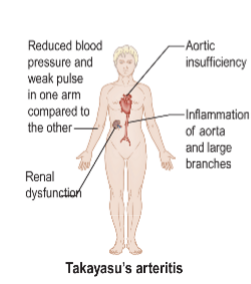 Reduced blood
pressure and
weak pulse
in one arm
compared to
the other
Aortic
insufficiency
Inflammation
of aorta
and large
branches
Renal
dysfunction
Takayasu's arteritis